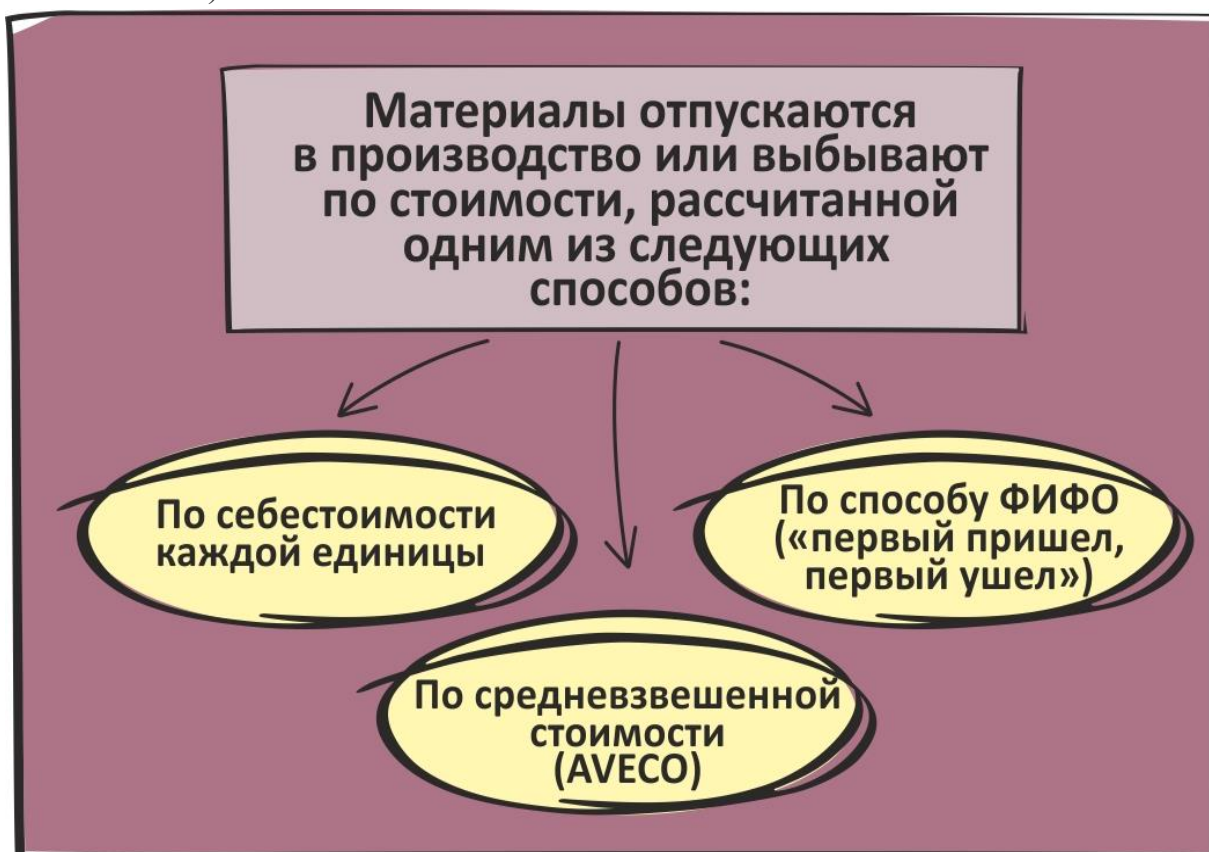 Материалы отпускаются
в производство или выбывают
по стоимости, рассчитанной
одним из следующих
способов:
По себестоимости
каждой единицы
По способу ФИФО
(«первый пришел,
первый ушел»)
По средневзвешенной
стоимости
(AVECO)